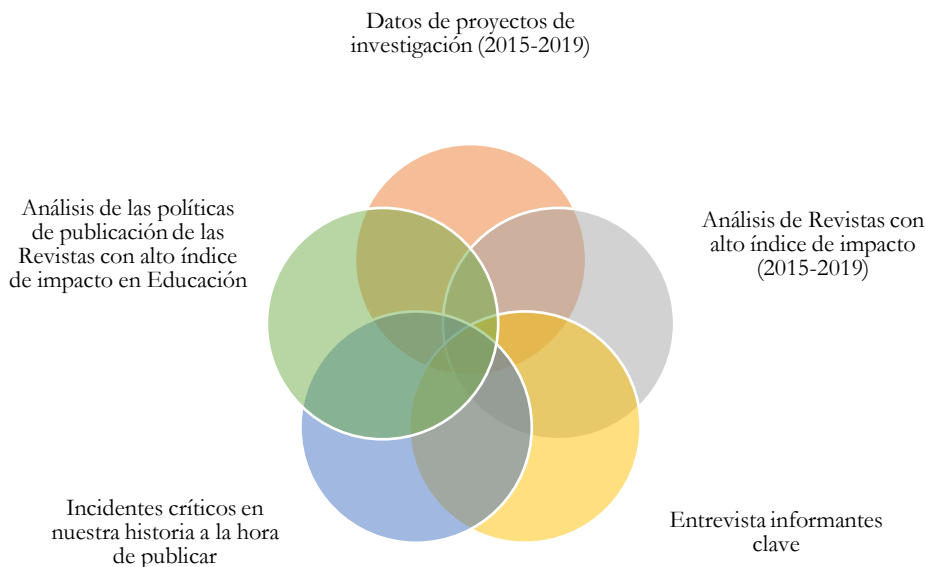 Datos de proyectos de
investigación (2015-2019)
Análisis de las políticas
de publicación de las
Revistas con alto índice
de impacto en Educación
Análisis de Revistas con
alto índice de impacto
(2015-2019)
Incidentes críticos en
nuestra historia a la hora
de publicar
Entrevista informantes
clave